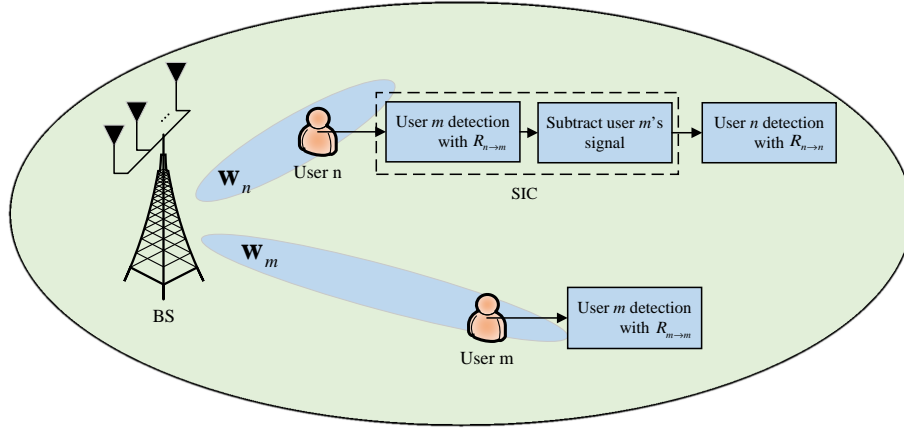 w_n
User n
User m detection
with R_{n→m}
Subtract user m's
signal
User n detection
with R_{n→n}
SIC
w_m
BS
User m
User m detection
with R_{m→m}